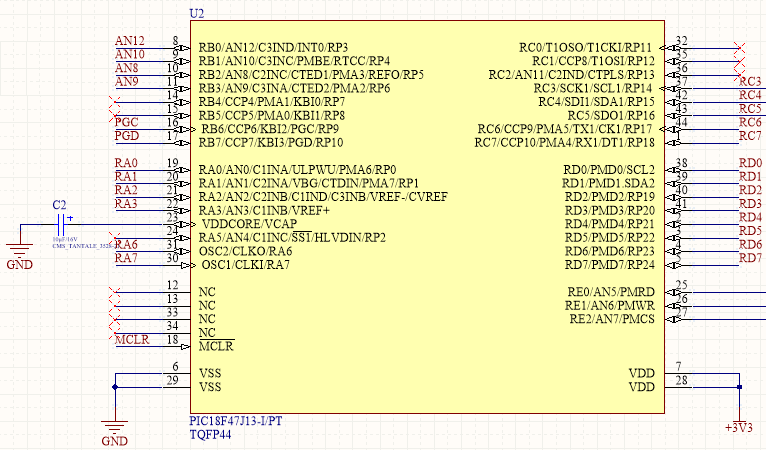 U2
AN12 8 RB0/AN12/C3IND/INT0/RP3 RC0/T1OSO/T1CKI/RP11 32
AN10 9 RB1/AN10/C3INC/PMBE/RTCC/RP4 RC1/CCP8/T1OSI/RP12 35
AN8 10 RB2/AN8/C2INC/CTED1/PMA3/REFO/RP5 RC2/AN11/C2IND/CTPLS/RP13 36
AN9 11 RB3/AN9/C3INA/CTED2/PMA2/RP6 RC3/SCK1/SCL1/RP14 37 RC3
14 RB4/CCP4/PMA1/KBI0/RP7 RC4/SDI1/SDA1/RP15 42 RC4
15 RB5/CCP5/PMA0/KBI1/RP8 RC5/SDO1/RP16 43 RC5
PGC 16 RB6/CCP6/KBI2/PGC/RP9 RC6/CCP9/PMA5/TX1/CK1/RP17 44 RC6
PGD 17 RB7/CCP7/KBI3/PGD/RP10 RC7/CCP10/PMA4/RX1/DT1/RP18 1 RC7
RA0 19 RA0/AN0/C1INA/ULPWU/PMA6/RP0 RD0/PMD0/SCL2 38 RD0
RA1 20 RA1/AN1/C2INA/VBG/CTDIN/PMA7/RP1 RD1/PMD1.SDA2 39 RD1
RA2 21 RA2/AN2/C2INB/C1IND/C3INB/VREF-/CVREF RD2/PMD2/RP19 40 RD2
RA3 22 RA3/AN3/C1INB/VREF+ RD3/PMD3/RP20 41 RD3
C2 23 VDDCORE/VCAP RD4/PMD4/RP21 2 RD4
10µF/16V 24 RA5/AN4/C1INC/SS1/HLVDIN/RP2 RD5/PMD5/RP22 3 RD5
CMS_TANTALE_3528 RA6 31 OSC2/CLKO/RA6 RD6/PMD6/RP23 4 RD6
GND RA7 30 OSC1/CLKI/RA7 RD7/PMD7/RP24 5 RD7
12 NC RE0/AN5/PMRD 25
13 NC RE1/AN6/PMWR 26
33 NC RE2/AN7/PMCS 27
34 NC
MCLR 18 MCLR
6 VSS VDD 7
29 VSS VDD 28
PIC18F47J13-I/PT
TQFP44
GND
+3V3